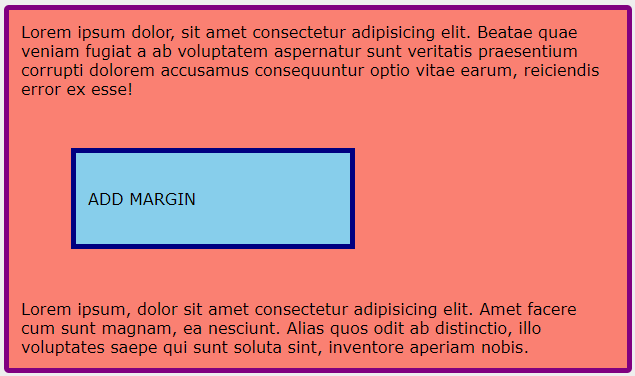 Lorem ipsum dolor, sit amet consectetur adipisicing elit. Beatae quae
veniam fugiat a ab voluptatem aspernatur sunt veritatis praesentium
corrupti dolorem accusamus consequuntur optio vitae earum, reiciendis
error ex esse!
ADD MARGIN
Lorem ipsum, dolor sit amet consectetur adipisicing elit. Amet facere
cum sunt magnam, ea nesciunt. Alias quos odit ab distinctio, illo
voluptates saepe qui sunt soluta sint, inventore aperiam nobis.